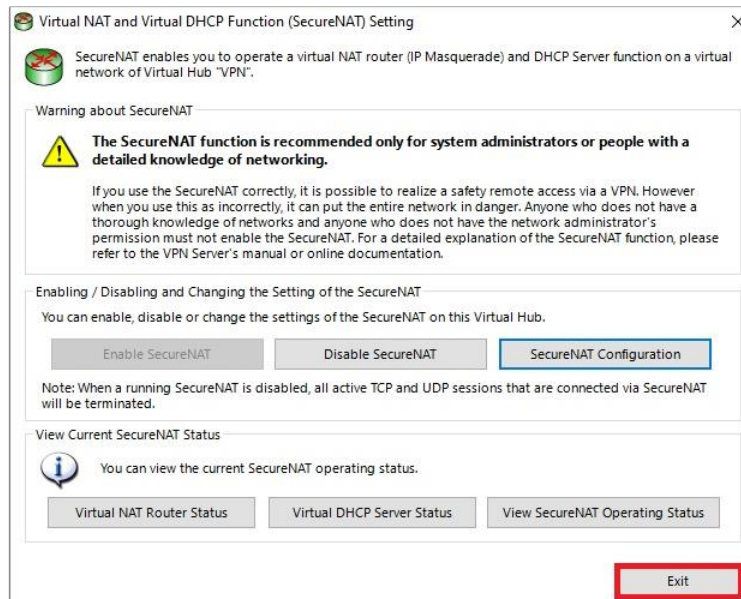 Virtual NAT and Virtual DHCP Function (SecureNAT) Setting
SecureNAT enables you to operate a virtual NAT router (IP Masquerade) and DHCP Server function on a virtual
network of Virtual Hub "VPN".
Warning about SecureNAT
The SecureNAT function is recommended only for system administrators or people with a
detailed knowledge of networking.
If you use the SecureNAT correctly, it is possible to realize a safety remote access via a VPN. However
when you use this as incorrectly, it can put the entire network in danger. Anyone who does not have a
thorough knowledge of networks and anyone who does not have the network administrator's
permission must not enable the SecureNAT. For a detailed explanation of the SecureNAT function, please
refer to the VPN Server's manual or online documentation.
Enabling / Disabling and Changing the Setting of the SecureNAT
You can enable, disable or change the settings of the SecureNAT on this Virtual Hub.
Enable SecureNAT
Disable SecureNAT
SecureNAT Configuration
Note: When a running SecureNAT is disabled, all active TCP and UDP sessions that are connected via SecureNAT
will be terminated.
View Current SecureNAT Status
You can view the current SecureNAT operating status.
Virtual NAT Router Status
Virtual DHCP Server Status
View SecureNAT Operating Status
Exit